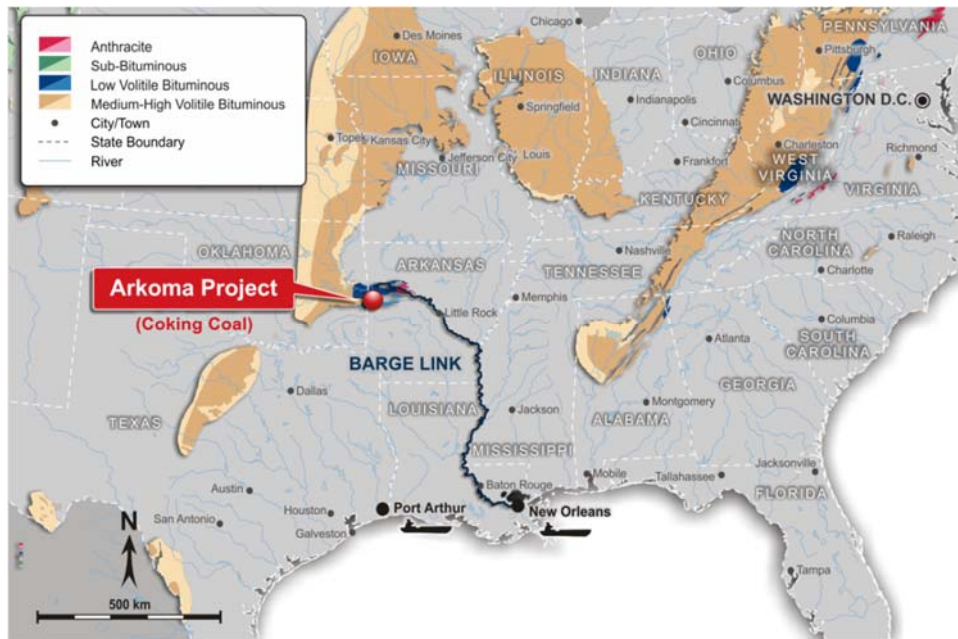 Anthracite
Sub-Bituminous
Low Volitile Bituminous
Medium-High Volitile Bituminous
City/Town
State Boundary
River
Chicago
Des Moines
IOWA
PENNSYLVANIA
Pittsburgh
OHIO
ILLINOIS
INDIANA
Columbus
WASHINGTON D.C.
Springfield
Indianapolis
Topek
Kansas City
Cincinnat
Charleston
Jefferson City
Louis
MISSOURI
Frankfort
WEST
VIRGINIA
Richmond
VIRGINIA
KENTUCKY
OKLAHOMA
Nashville
NORTH
CAROLINA
Raleigh
ARKANSAS
TENNESSEE
Charlotte
Arkoma Project
(Coking Coal)
Memphis
Little Rock
Columbia
SOUTH
CAROLINA
Atlanta
BARGE LINK
GEORGIA
Dallas
LOUISIANA
Jackson
Montgomery
TEXAS
ALABAMA
MISSISSIPPI
Mobile
Tallahassee
Jacksonville
Austin
Baton Rouge
FLORIDA
San Antonio
Houston
Port Arthur
New Orleans
Galveston
N
Tampa
500 km